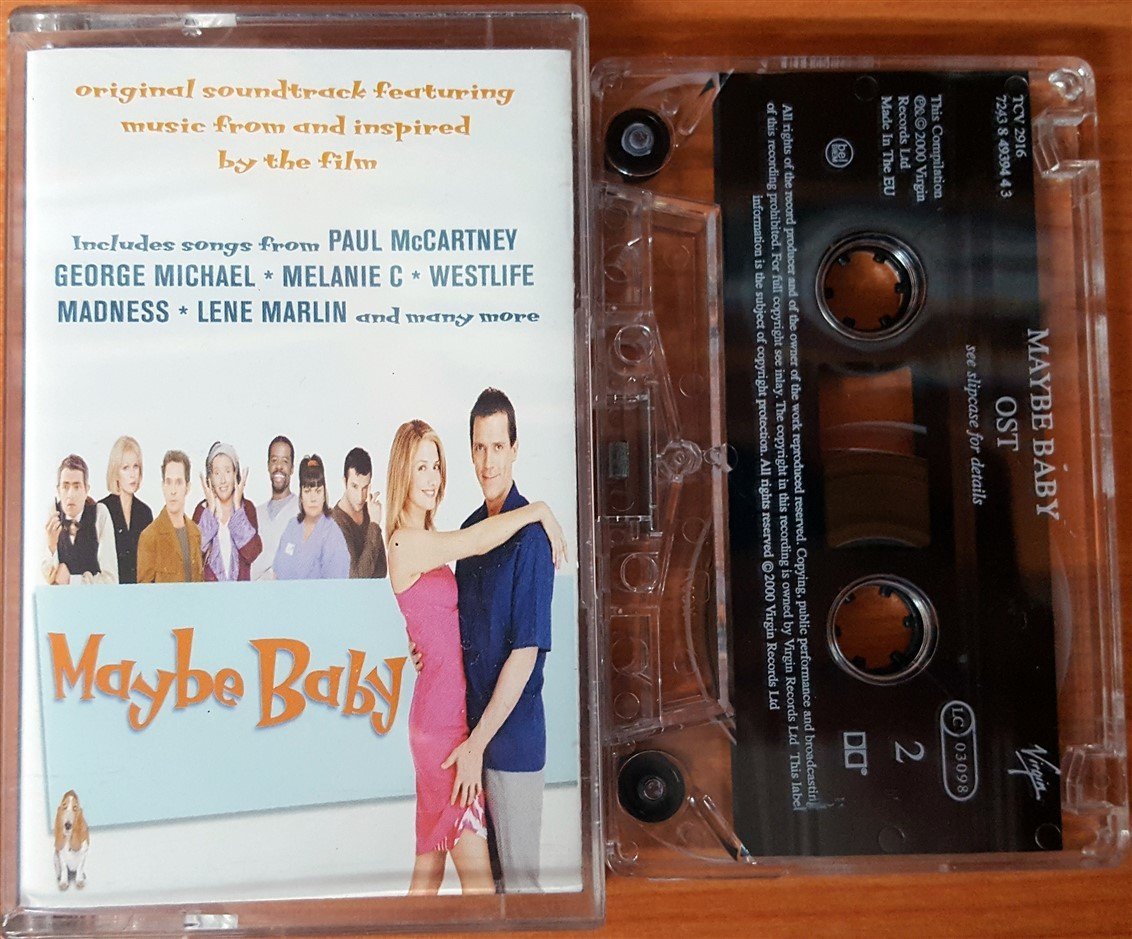 original soundtrack featuring
music from and inspired
by the film
Includes songs from PAUL McCARTNEY
GEORGE MICHAEL * MELANIE C * WESTLIFE
MADNESS * LENE MARLIN and many more
Maybe Baby
MAYBE BABY
OST
see slipcase for details
TCV 2916
7243 8 49394 4 3
This Compilation
℗ & © 2000 Virgin
Records Ltd
Made In The EU
bel
BIEM
Virgin
LC 03098
2
All rights of the record producer and of the owner of the work reproduced reserved. Copying, public performance and broadcasting
of this recording prohibited. For full copyright see inlay. The copyright in this recording is owned by Virgin Records Ltd This label
information is the subject of copyright protection. All rights reserved © 2000 Virgin Records Ltd